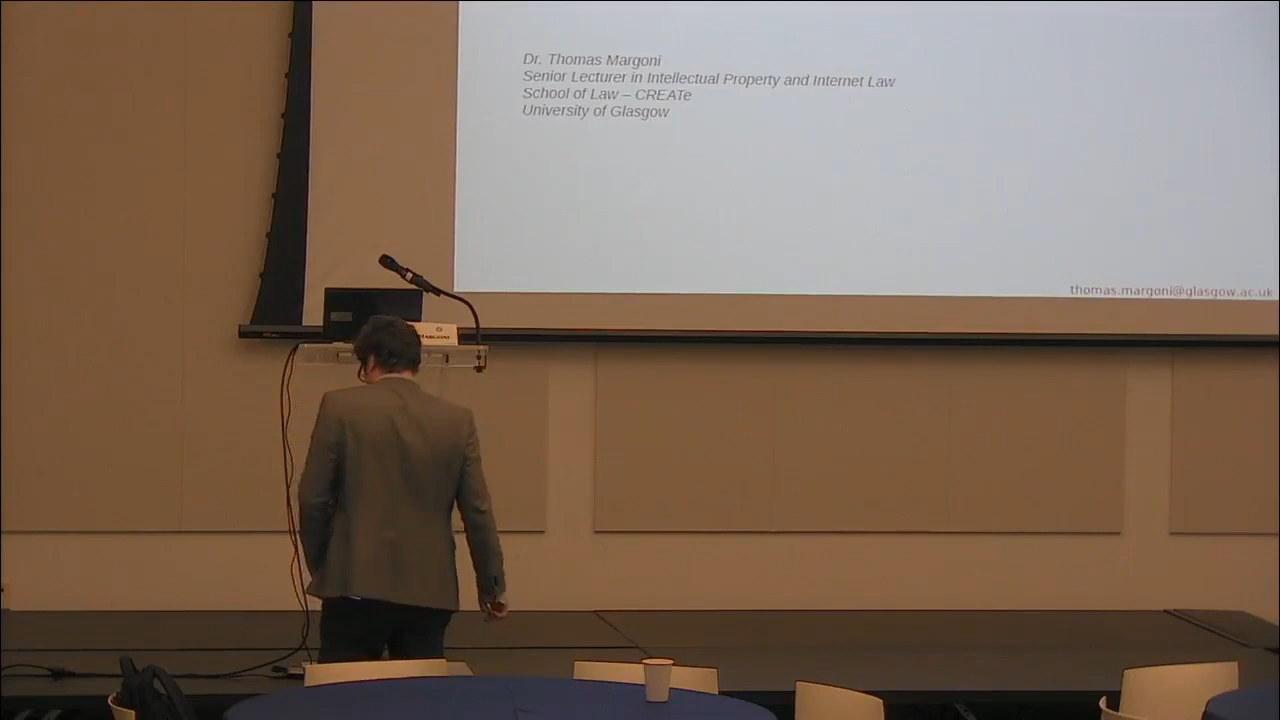 Dr. Thomas Margoni
Senior Lecturer in Intellectual Property and Internet Law
School of Law – CREATe
University of Glasgow
thomas.margoni@glasgow.ac.uk
MARGONI